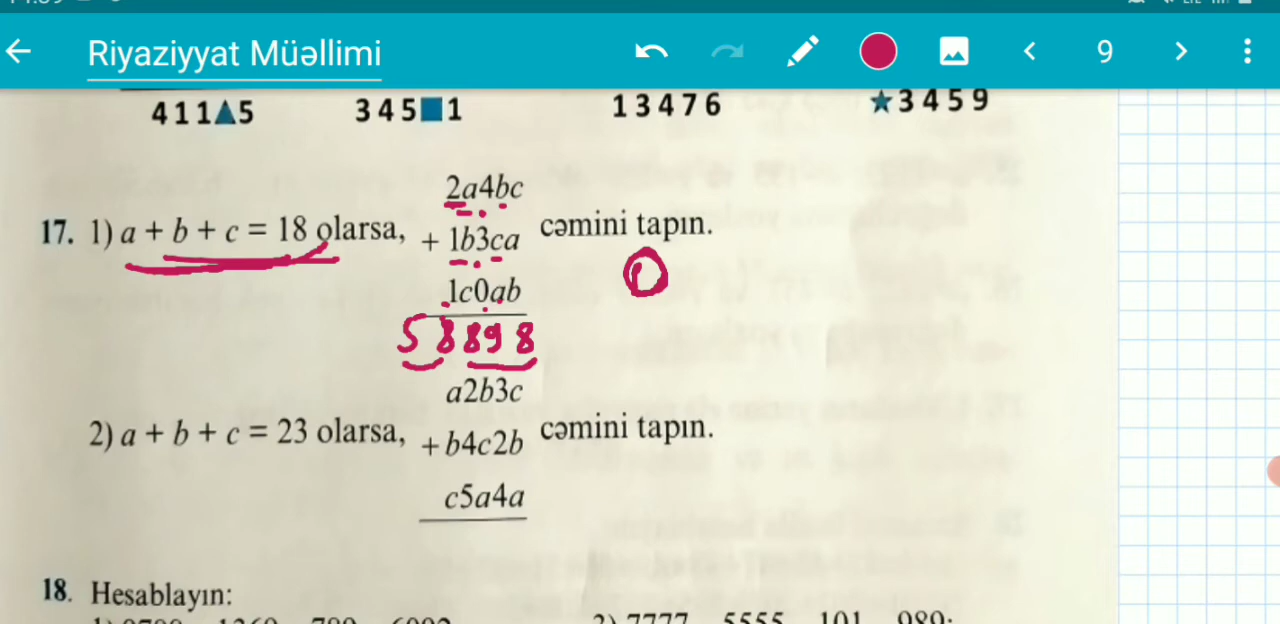 Riyaziyyat Müəllimi 9
411▲5 345■1 13476 ★3459
17. 1) a + b + c = 18 olarsa,
2a4bc
+ 1b3ca
1c0ab
cəmini tapın.
58898
2) a + b + c = 23 olarsa,
a2b3c
+ b4c2b
c5a4a
cəmini tapın.
18. Hesablayın: